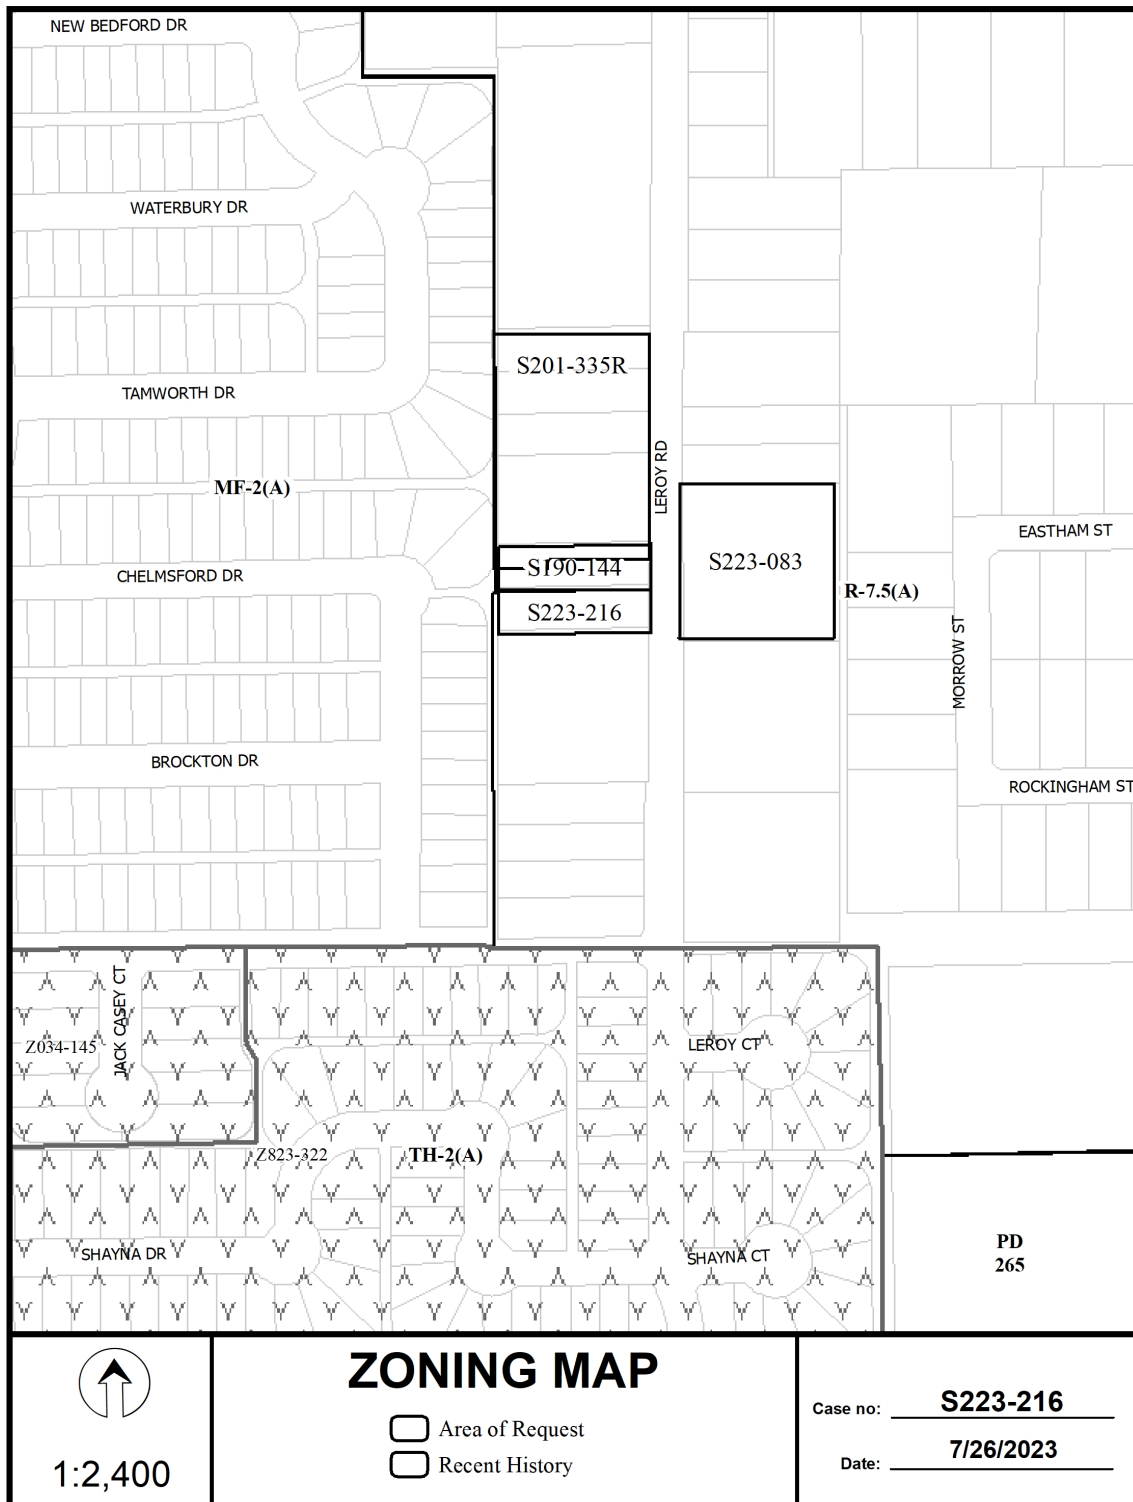 NEW BEDFORD DR
WATERBURY DR
S201-335R
TAMWORTH DR
LEROY RD
MF-2(A)
EASTHAM ST
S190-144
S223-083
CHELMSFORD DR
R-7.5(A)
S223-216
MORROW ST
BROCKTON DR
ROCKINGHAM ST
JACK CASEY CT
Z034-145
LEROY CT
Z823-322
TH-2(A)
SHAYNA DR
SHAYNA CT
PD
265
ZONING MAP
Area of Request
Recent History
1:2,400
Case no: S223-216
Date: 7/26/2023